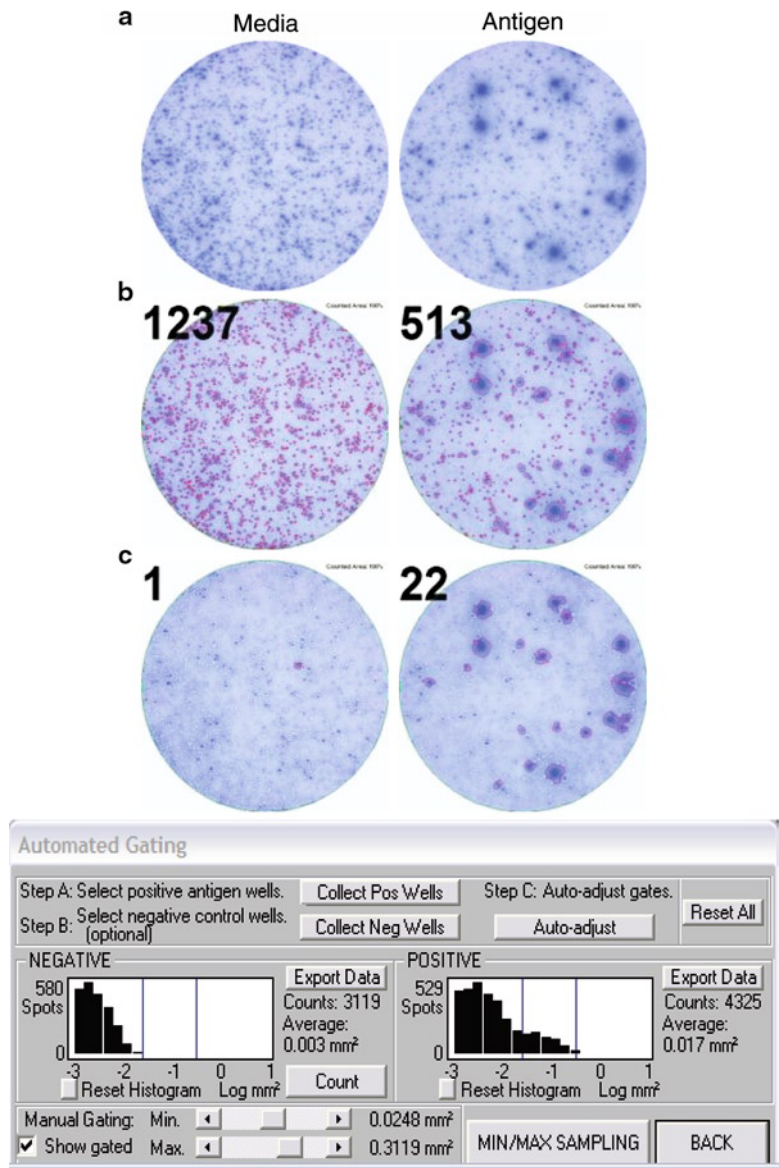 a
Media Antigen
b
Counted Area: 100% Counted Area: 100%
1237 513
c
Counted Area: 100% Counted Area: 100%
1 22
Automated Gating
Step A: Select positive antigen wells. Collect Pos Wells Step C: Auto-adjust gates. Reset All
Step B: Select negative control wells. (optional) Collect Neg Wells Auto-adjust
NEGATIVE
580
Spots
0
-3 -2 -1 0 1
Reset Histogram Log mm²
Export Data
Counts: 3119
Average:
0.003 mm²
Count
POSITIVE
529
Spots
0
-3 -2 -1 0 1
Reset Histogram Log mm²
Export Data
Counts: 4325
Average:
0.017 mm²
Manual Gating: Min. 0.0248 mm²
Show gated Max. 0.3119 mm²
MIN/MAX SAMPLING BACK